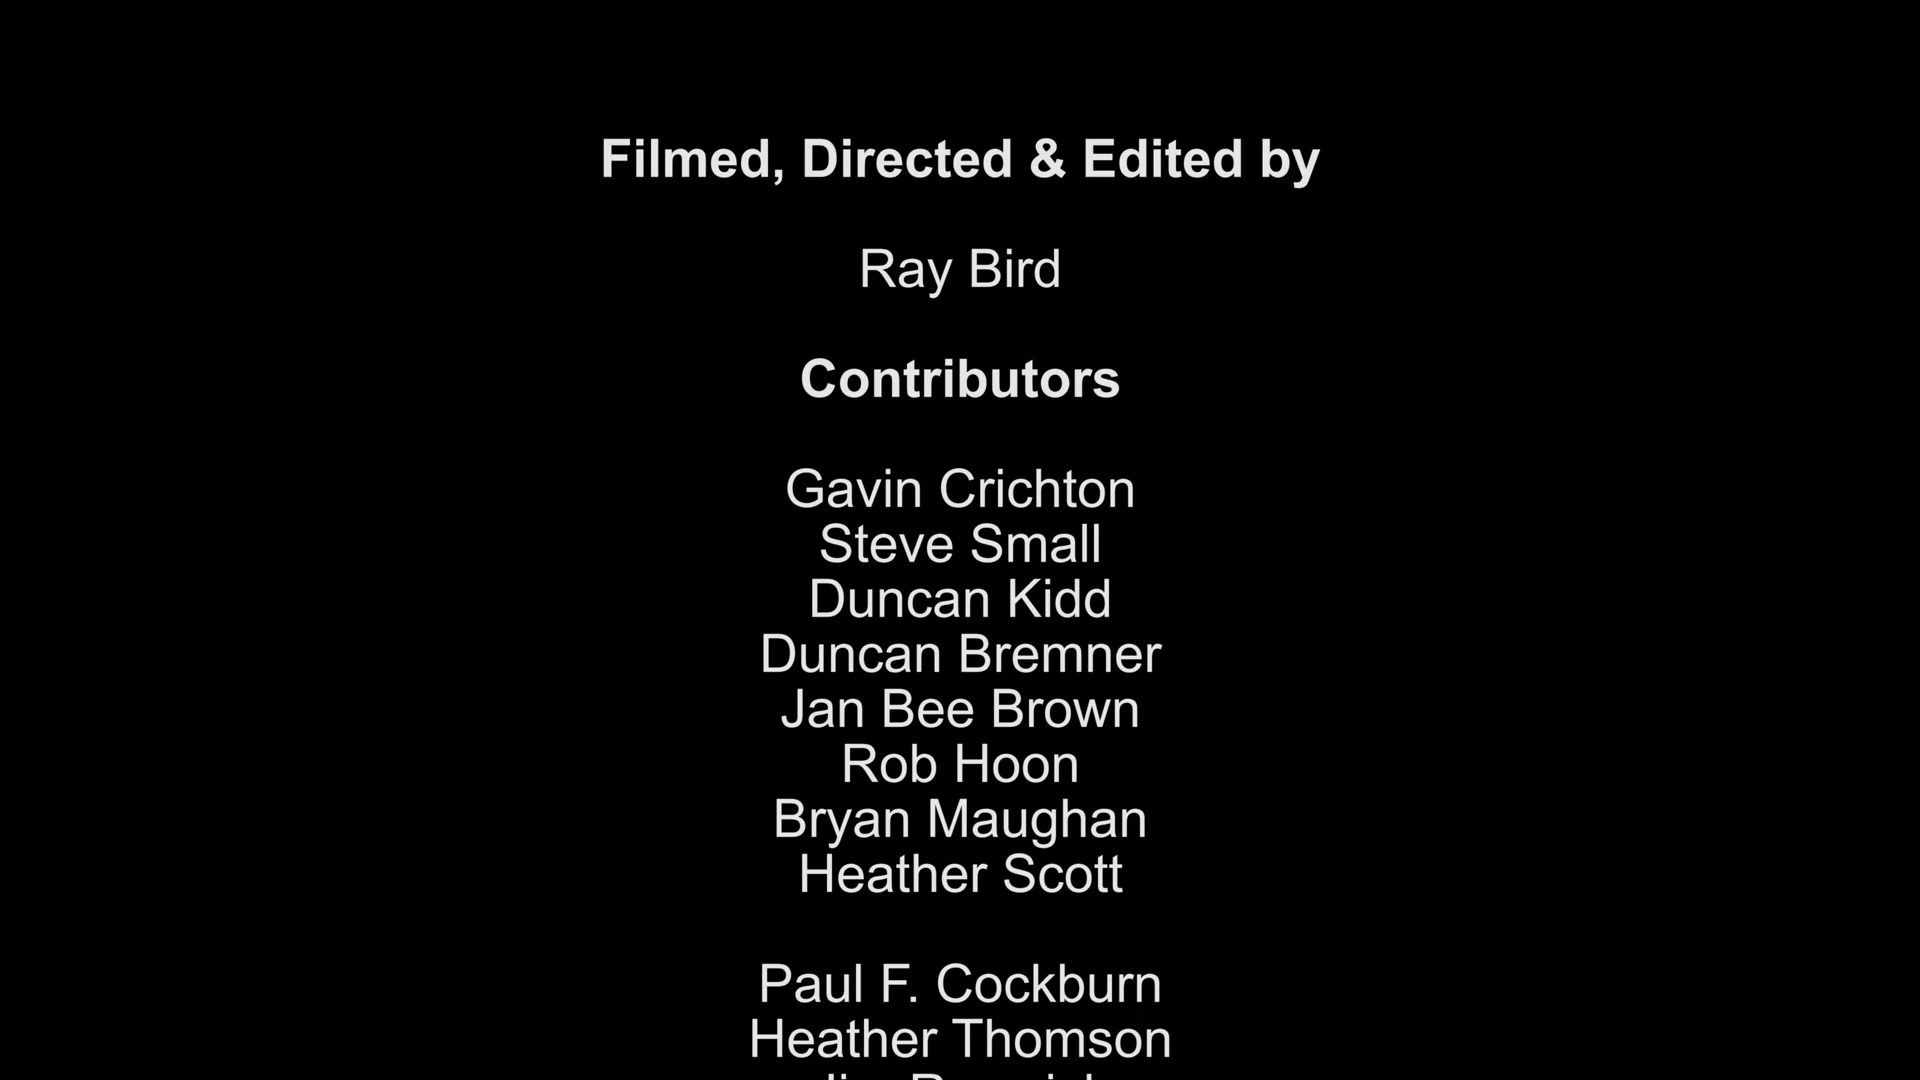 Filmed, Directed & Edited by
Ray Bird
Contributors
Gavin Crichton
Steve Small
Duncan Kidd
Duncan Bremner
Jan Bee Brown
Rob Hoon
Bryan Maughan
Heather Scott
Paul F. Cockburn
Heather Thomson